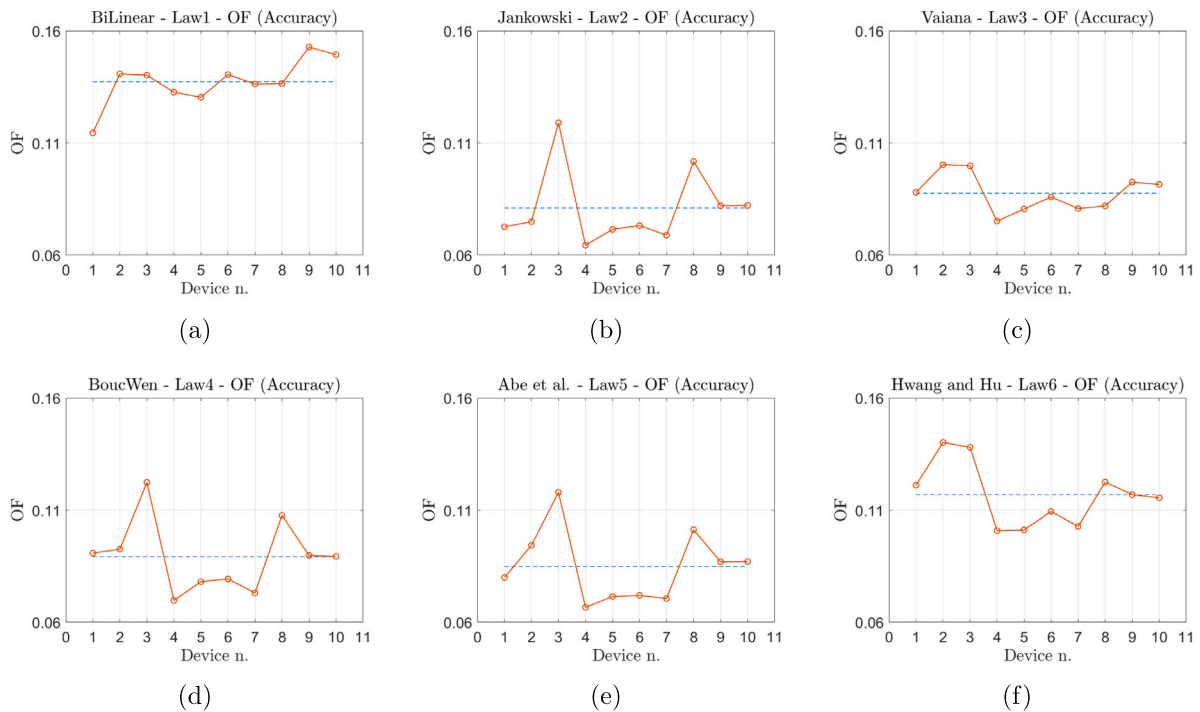 BiLinear - Law1 - OF (Accuracy)
0.16
0.11
0.06
OF
0 1 2 3 4 5 6 7 8 9 10 11
Device n.
(a)
Jankowski - Law2 - OF (Accuracy)
0.16
0.11
0.06
OF
0 1 2 3 4 5 6 7 8 9 10 11
Device n.
(b)
Vaiana - Law3 - OF (Accuracy)
0.16
0.11
0.06
OF
0 1 2 3 4 5 6 7 8 9 10 11
Device n.
(c)
BoucWen - Law4 - OF (Accuracy)
0.16
0.11
0.06
OF
0 1 2 3 4 5 6 7 8 9 10 11
Device n.
(d)
Abe et al. - Law5 - OF (Accuracy)
0.16
0.11
0.06
OF
0 1 2 3 4 5 6 7 8 9 10 11
Device n.
(e)
Hwang and Hu - Law6 - OF (Accuracy)
0.16
0.11
0.06
OF
0 1 2 3 4 5 6 7 8 9 10 11
Device n.
(f)